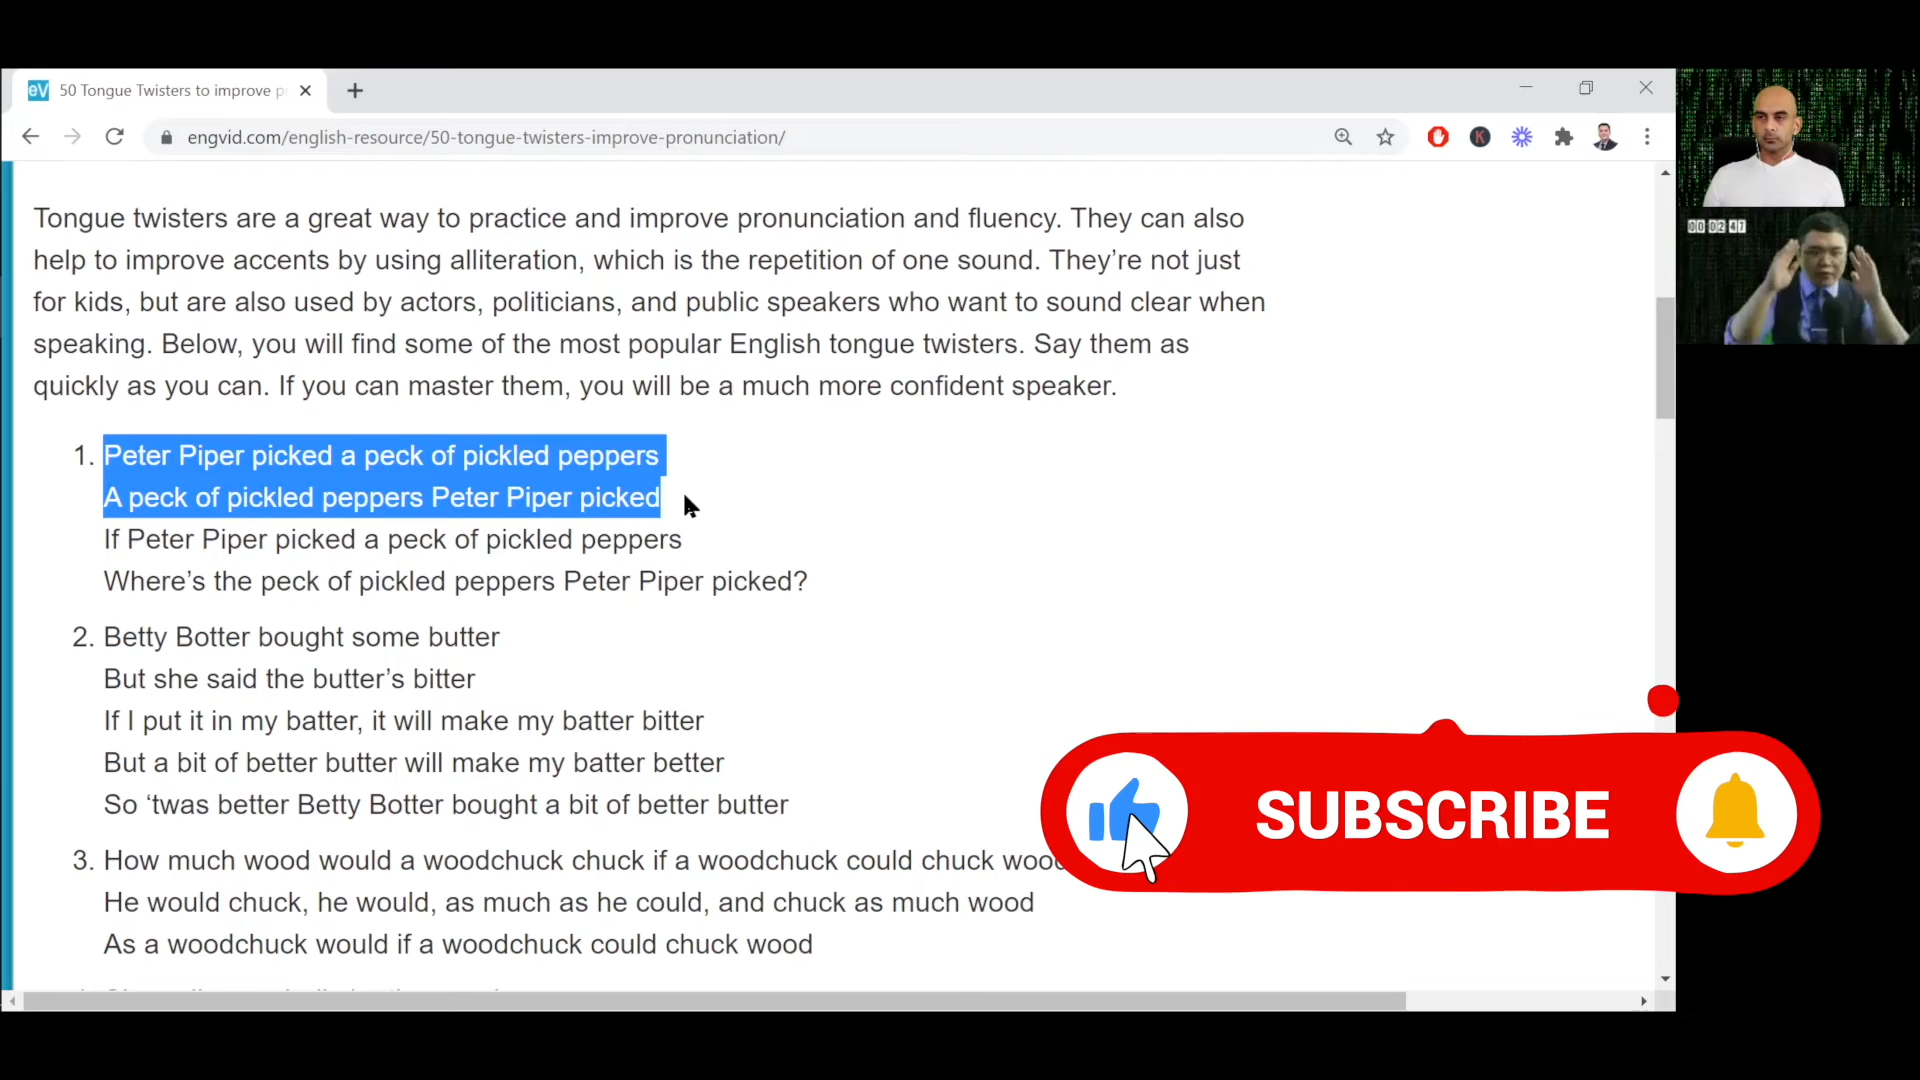 50 Tongue Twisters to improve p
engvid.com/english-resource/50-tongue-twisters-improve-pronunciation/
00:02:47
Tongue twisters are a great way to practice and improve pronunciation and fluency. They can also
help to improve accents by using alliteration, which is the repetition of one sound. They’re not just
for kids, but are also used by actors, politicians, and public speakers who want to sound clear when
speaking. Below, you will find some of the most popular English tongue twisters. Say them as
quickly as you can. If you can master them, you will be a much more confident speaker.
1. Peter Piper picked a peck of pickled peppers
A peck of pickled peppers Peter Piper picked
If Peter Piper picked a peck of pickled peppers
Where’s the peck of pickled peppers Peter Piper picked?
2. Betty Botter bought some butter
But she said the butter’s bitter
If I put it in my batter, it will make my batter bitter
But a bit of better butter will make my batter better
So ‘twas better Betty Botter bought a bit of better butter
3. How much wood would a woodchuck chuck if a woodchuck could chuck wood
He would chuck, he would, as much as he could, and chuck as much wood
As a woodchuck would if a woodchuck could chuck wood
SUBSCRIBE